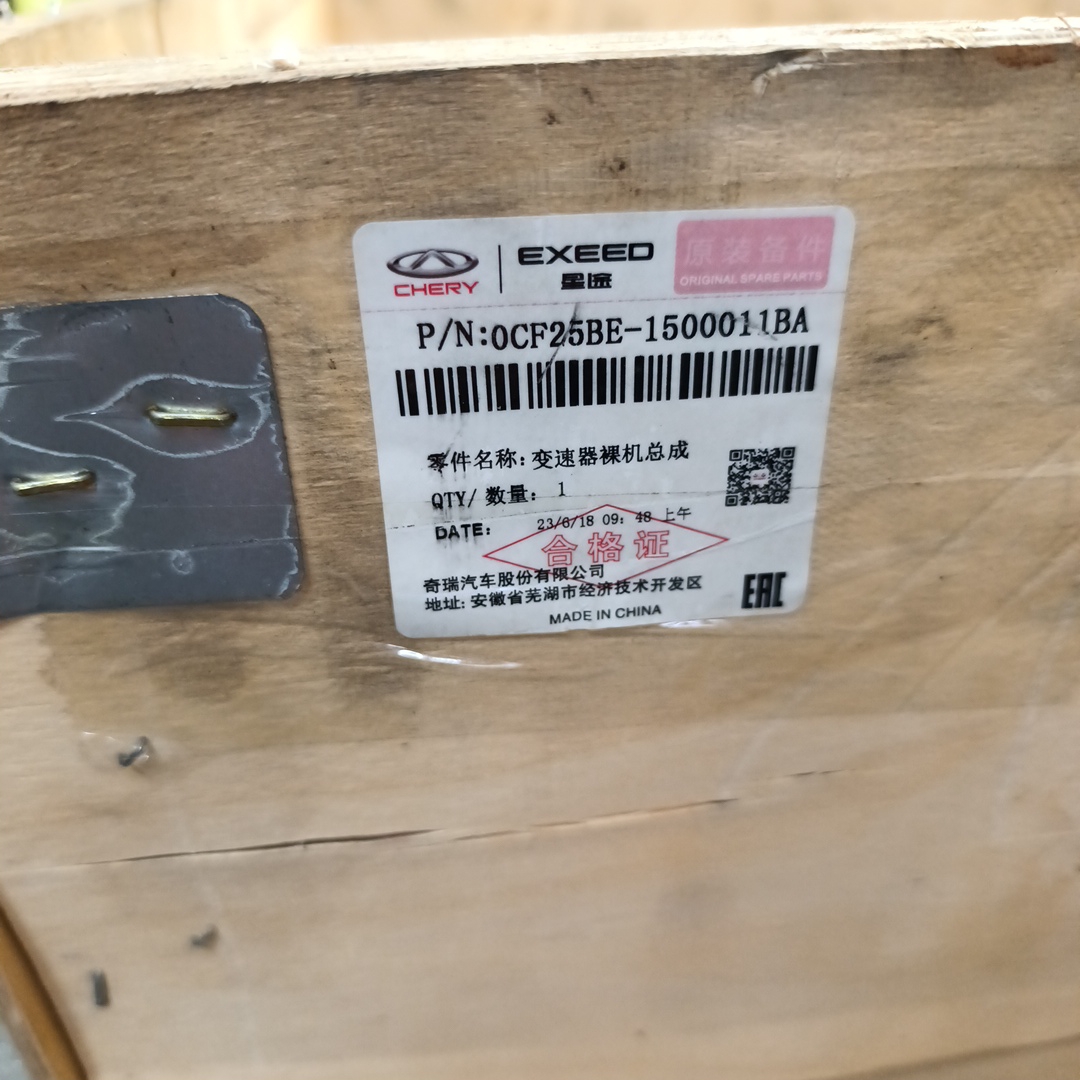 CHERY
EXEED
星途
原装备件
ORIGINAL SPARE PARTS
P/N:0CF25BE-1500011BA
零件名称: 变速器裸机总成
QTY/ 数量: 1
DATE: 23/6/18 09: 48 上午
合格证
奇瑞汽车股份有限公司
地址: 安徽省芜湖市经济技术开发区
MADE IN CHINA
EAC